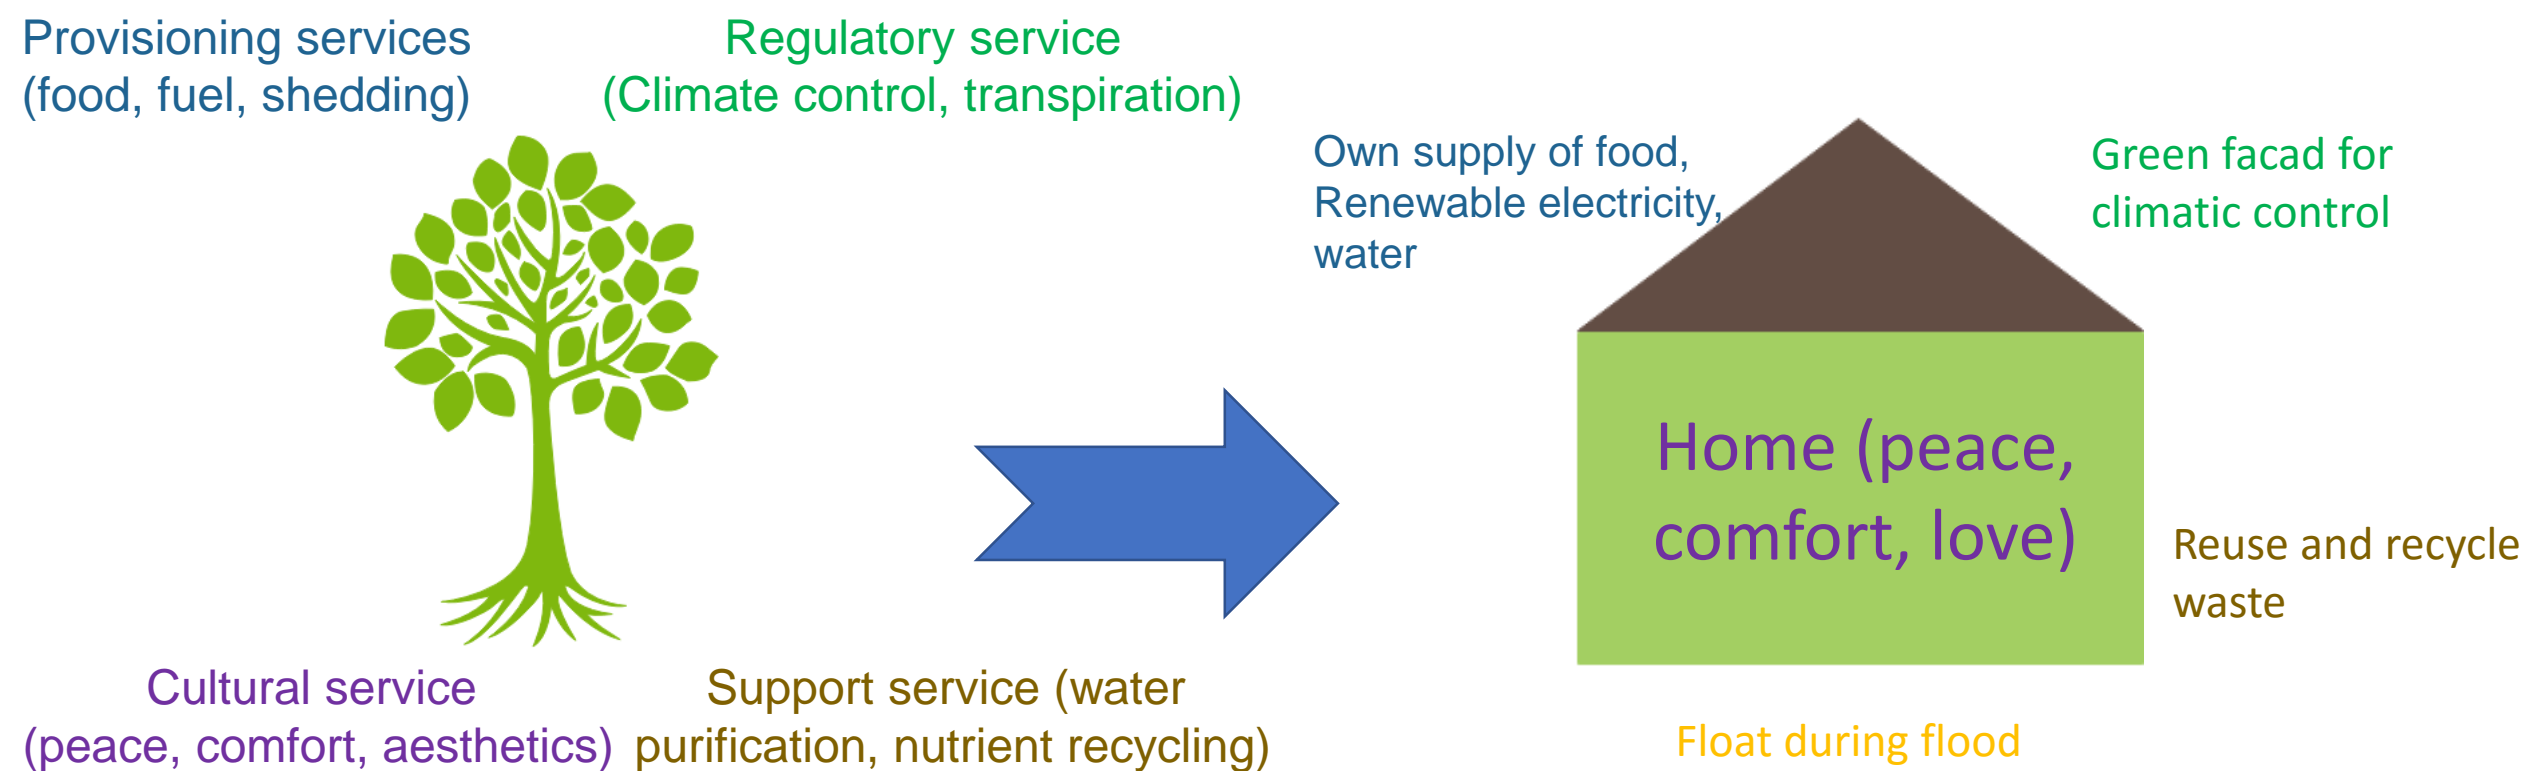 Provisioning services
(food, fuel, shedding)
Regulatory service
(Climate control, transpiration)
Own supply of food,
Renewable electricity,
water
Green facad for
climatic control
Home (peace,
comfort, love)
Reuse and recycle
waste
Cultural service
(peace, comfort, aesthetics)
Support service (water
purification, nutrient recycling)
Float during flood